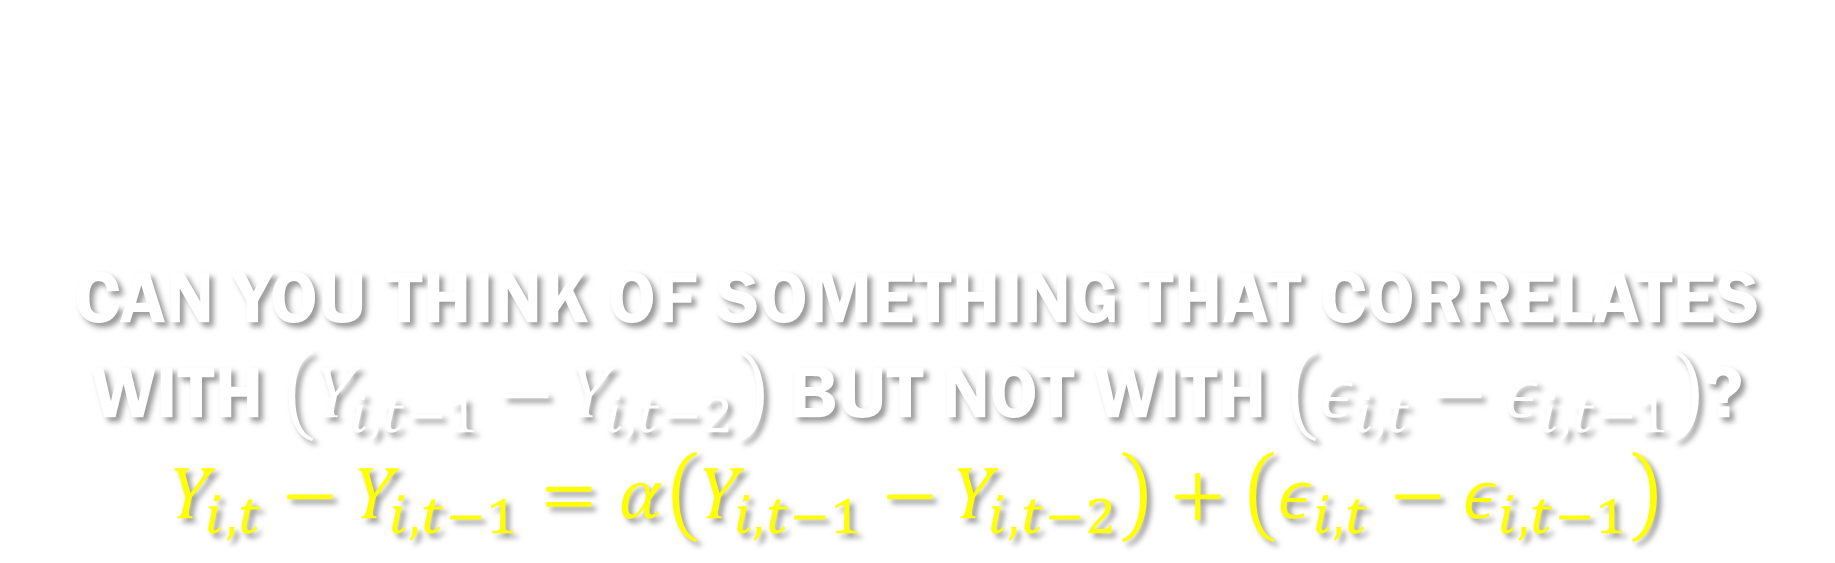 CAN YOU THINK OF SOMETHING THAT CORRELATES
WITH (Y_{i,t−1} − Y_{i,t−2}) BUT NOT WITH (ϵ_{i,t} − ϵ_{i,t−1})?
Y_{i,t} − Y_{i,t−1} = α(Y_{i,t−1} − Y_{i,t−2}) + (ϵ_{i,t} − ϵ_{i,t−1})